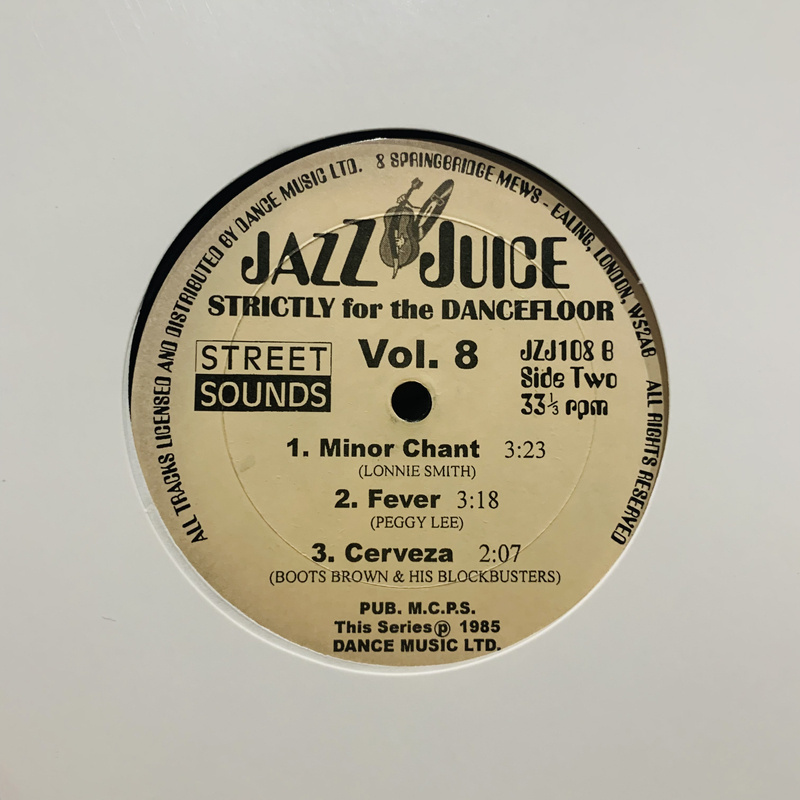 ALL TRACKS LICENSED AND DISTRIBUTED BY DANCE MUSIC LTD. 8 SPRINGBRIDGE MEWS - EALING, LONDON, W52AB ALL RIGHTS RESERVED
JAZZ JUICE
STRICTLY for the DANCEFLOOR
STREET
SOUNDS
Vol. 8
JZJ108 B
Side Two
33⅓ rpm
1. Minor Chant 3:23
(LONNIE SMITH)
2. Fever 3:18
(PEGGY LEE)
3. Cerveza 2:07
(BOOTS BROWN & HIS BLOCKBUSTERS)
PUB. M.C.P.S.
This Series ℗ 1985
DANCE MUSIC LTD.